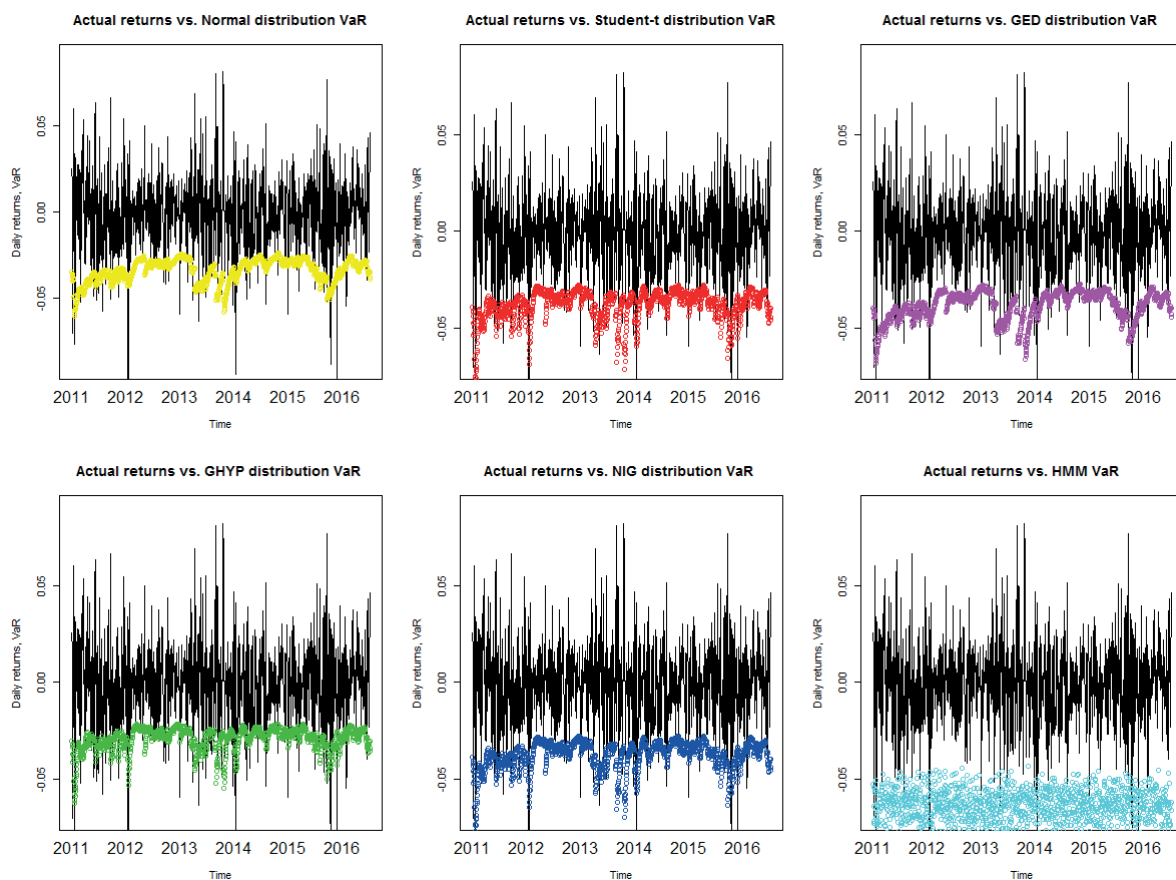 Actual returns vs. Normal distribution VaR
Daily returns, VaR
0.05
0.00
0.05
2011 2012 2013 2014 2015 2016
Time
Actual returns vs. Student-t distribution VaR
Daily returns, VaR
0.05
0.00
-0.05
2011 2012 2013 2014 2015 2016
Time
Actual returns vs. GED distribution VaR
Daily returns, VaR
0.05
0.00
-0.05
2011 2012 2013 2014 2015 2016
Time
Actual returns vs. GHYP distribution VaR
Daily returns, VaR
0.05
0.00
-0.05
2011 2012 2013 2014 2015 2016
Time
Actual returns vs. NIG distribution VaR
Daily returns, VaR
0.05
0.00
-0.05
2011 2012 2013 2014 2015 2016
Time
Actual returns vs. HMM VaR
Daily returns, VaR
0.05
0.00
-0.05
2011 2012 2013 2014 2015 2016
Time